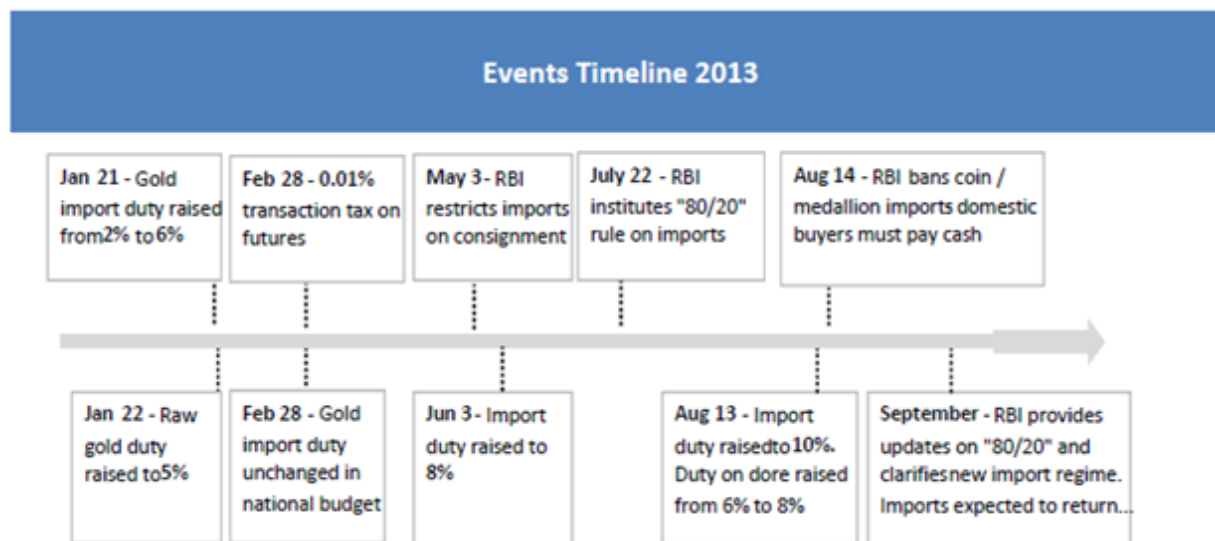 Events Timeline 2013
Jan 21 - Gold
import duty raised
from2% to 6%
Feb 28 - 0.01%
transaction tax on
futures
May 3 - RBI
restricts imports
on consignment
July 22 - RBI
institutes "80/20"
rule on imports
Aug 14 - RBI bans coin /
medallion imports domestic
buyers must pay cash
Jan 22 - Raw
gold duty
raised to5%
Feb 28 - Gold
import duty
unchanged in
national budget
Jun 3 - Import
duty raised to
8%
Aug 13 - Import
duty raisedto10%.
Duty on dore raised
from 6% to 8%
September - RBI provides
updates on "80/20" and
clarifiesnew import regime.
Imports expected to return...